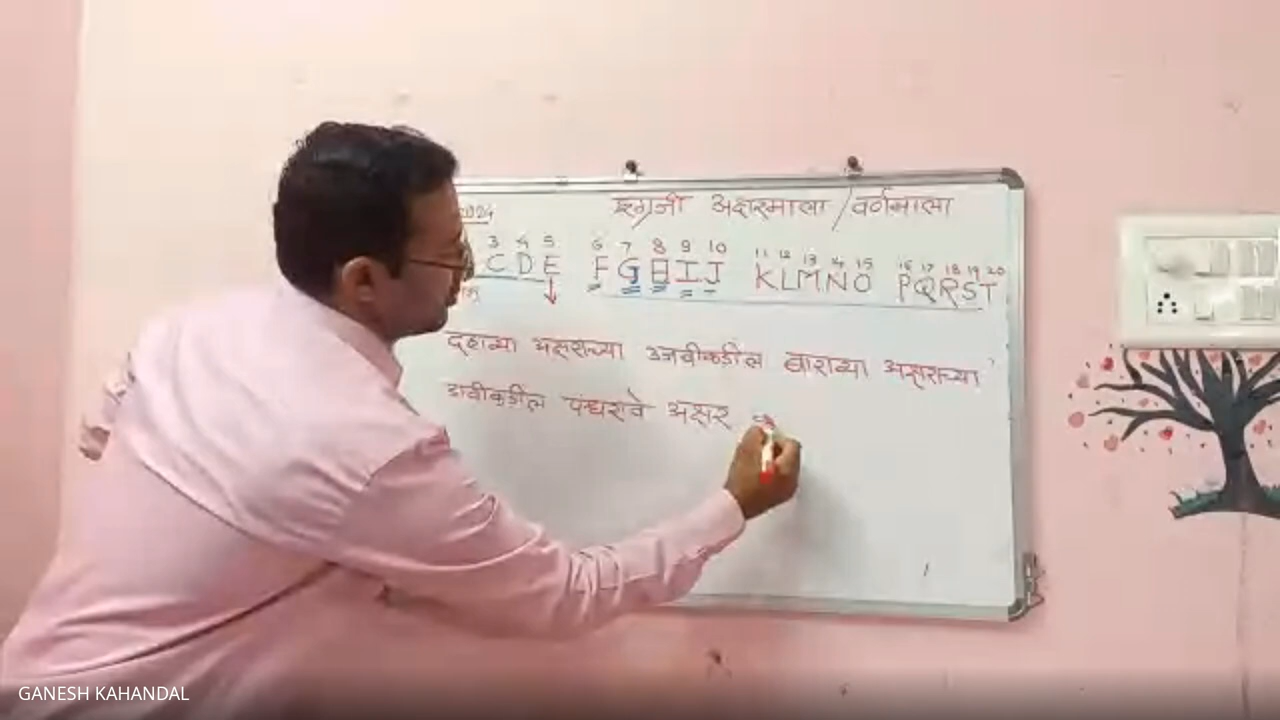 इंग्रजी अक्षरमाला / वर्णमाला
3 4 5 6 7 8 9 10 11 12 13 14 15 16 17 18 19 20
C D E F G H I J K L M N O P Q R S T
दहाव्या अक्षराच्या उजवीकडील बाराव्या अक्षराच्या
डावीकडील पंधरावे अक्षर
GANESH KAHANDAL